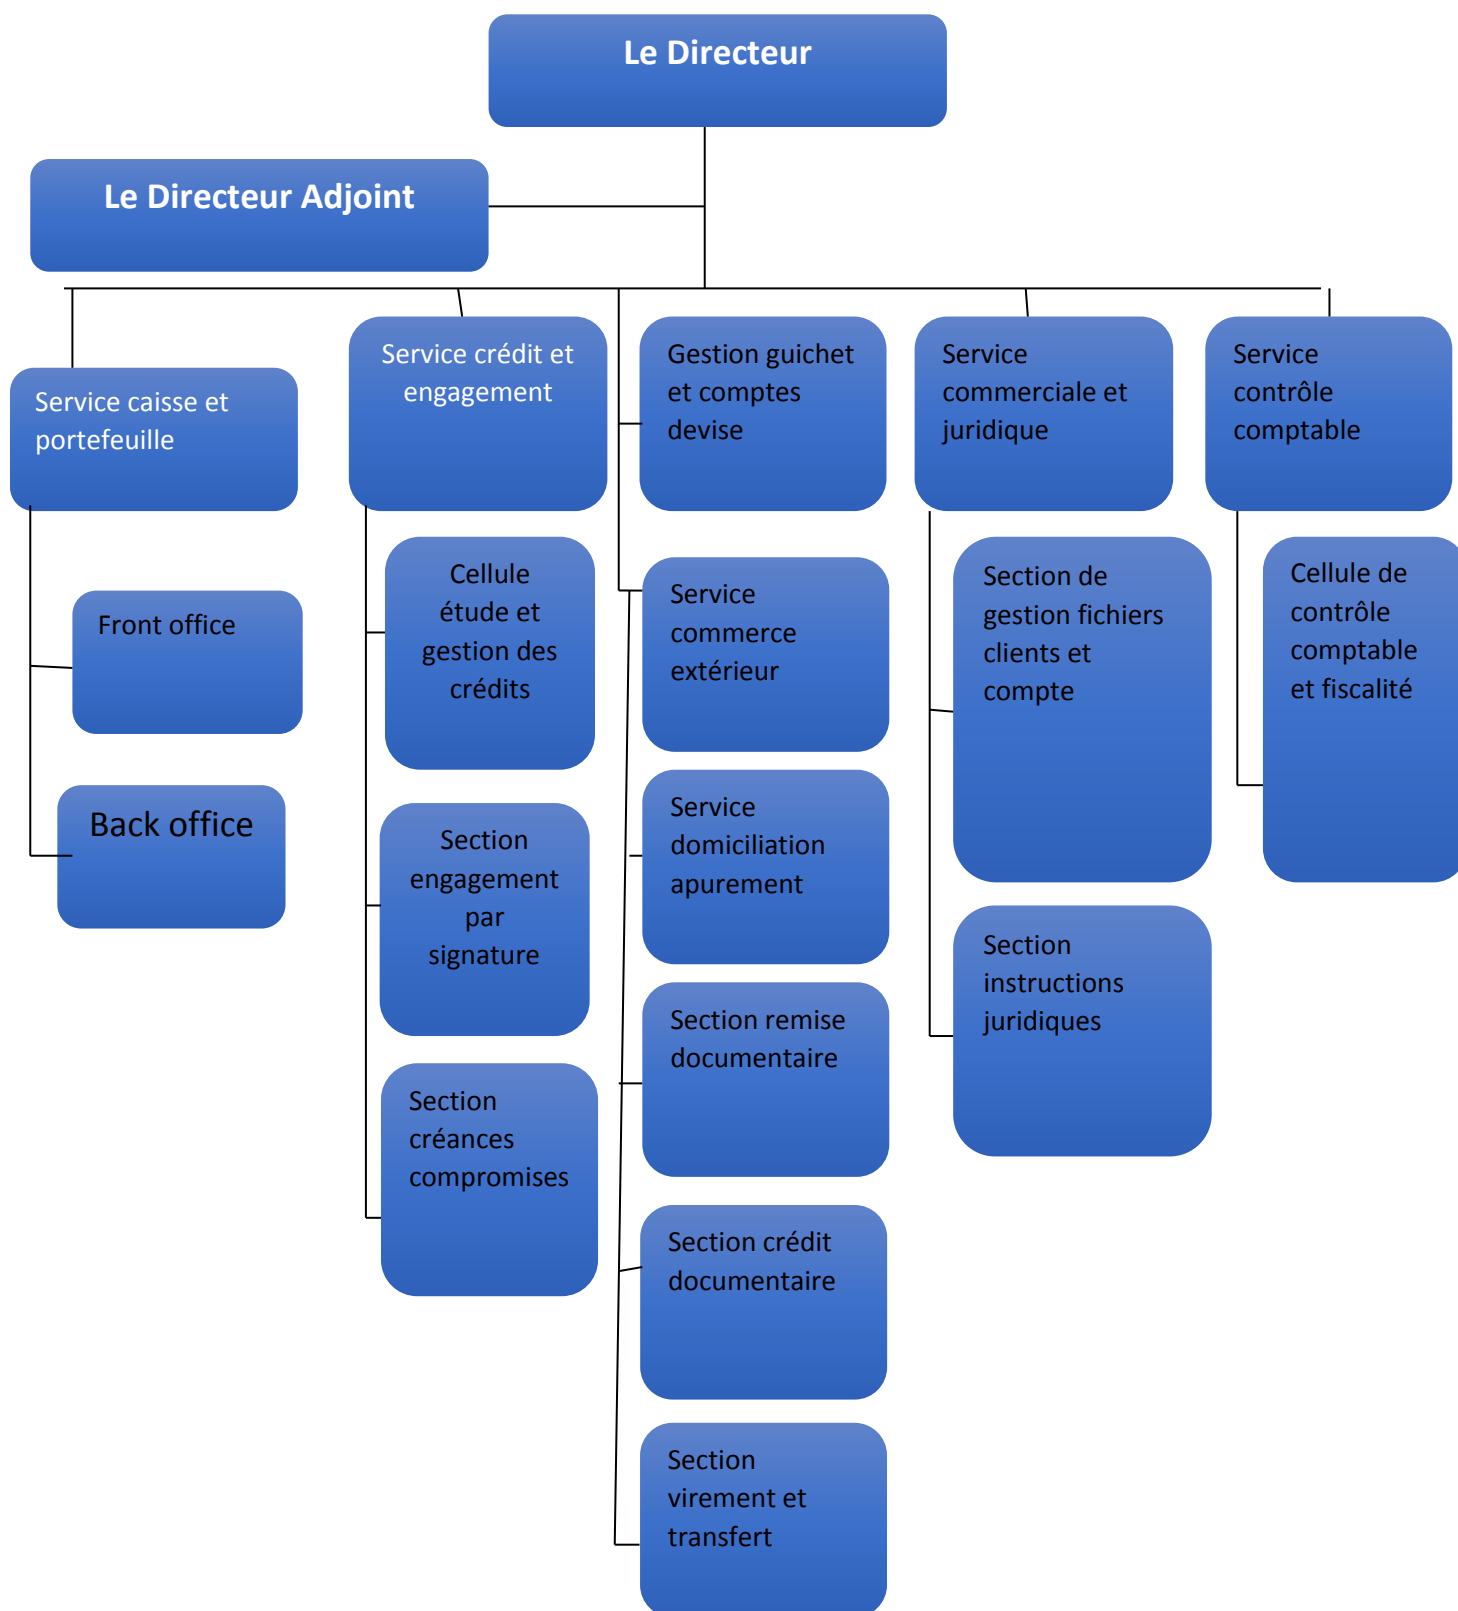 Le Directeur
Le Directeur Adjoint
Service caisse et
portefeuille
Front office
Back office
Service crédit et
engagement
Cellule
étude et
gestion des
crédits
Section
engagement
par
signature
Section
créances
compromises
Gestion guichet
et comptes
devise
Service
commerce
extérieur
Service
domiciliation
apurement
Section remise
documentaire
Section crédit
documentaire
Section
virement et
transfert
Service
commerciale et
juridique
Section de
gestion fichiers
clients et
compte
Section
instructions
juridiques
Service
contrôle
comptable
Cellule de
contrôle
comptable
et fiscalité